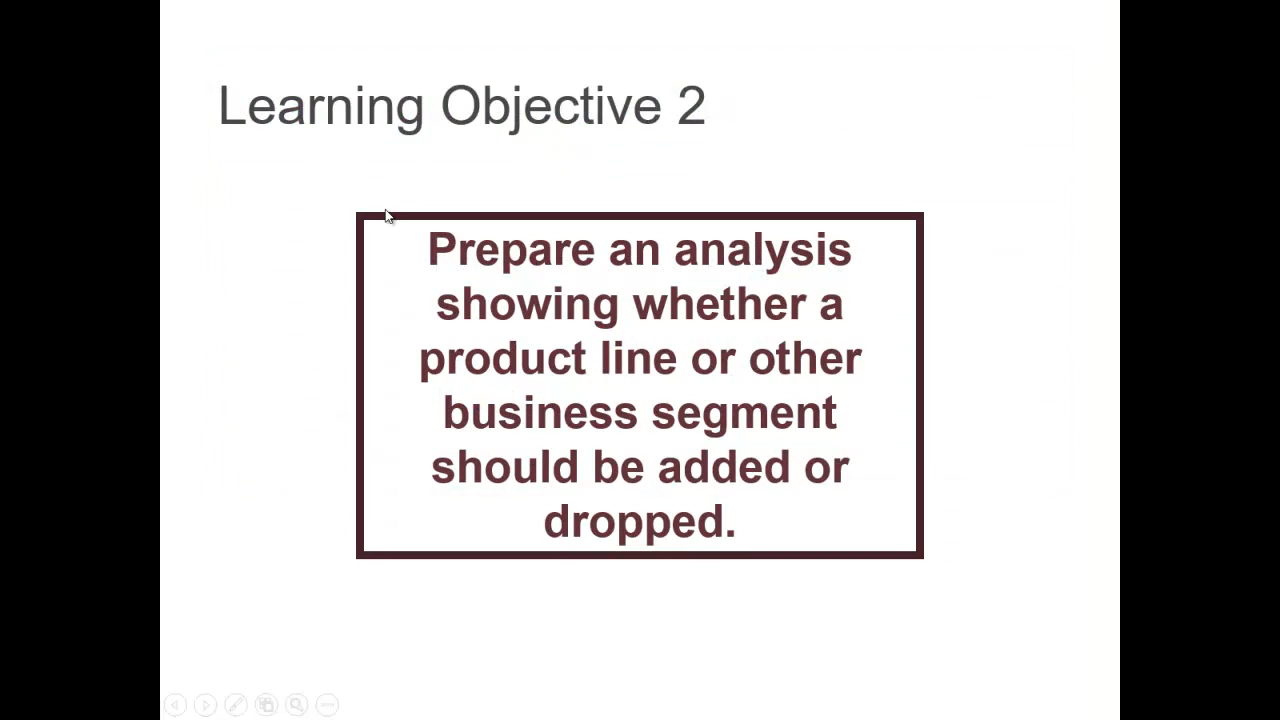 Learning Objective 2
Prepare an analysis
showing whether a
product line or other
business segment
should be added or
dropped.